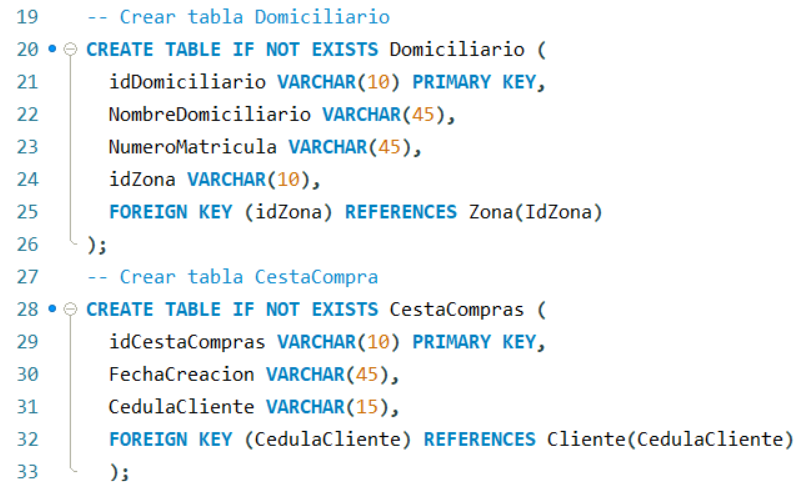 19 -- Crear tabla Domiciliario
20 CREATE TABLE IF NOT EXISTS Domiciliario (
21 idDomiciliario VARCHAR(10) PRIMARY KEY,
22 NombreDomiciliario VARCHAR(45),
23 NumeroMatricula VARCHAR(45),
24 idZona VARCHAR(10),
25 FOREIGN KEY (idZona) REFERENCES Zona(IdZona)
26 );
27 -- Crear tabla CestaCompra
28 CREATE TABLE IF NOT EXISTS CestaCompras (
29 idCestaCompras VARCHAR(10) PRIMARY KEY,
30 FechaCreacion VARCHAR(45),
31 CedulaCliente VARCHAR(15),
32 FOREIGN KEY (CedulaCliente) REFERENCES Cliente(CedulaCliente)
33 );